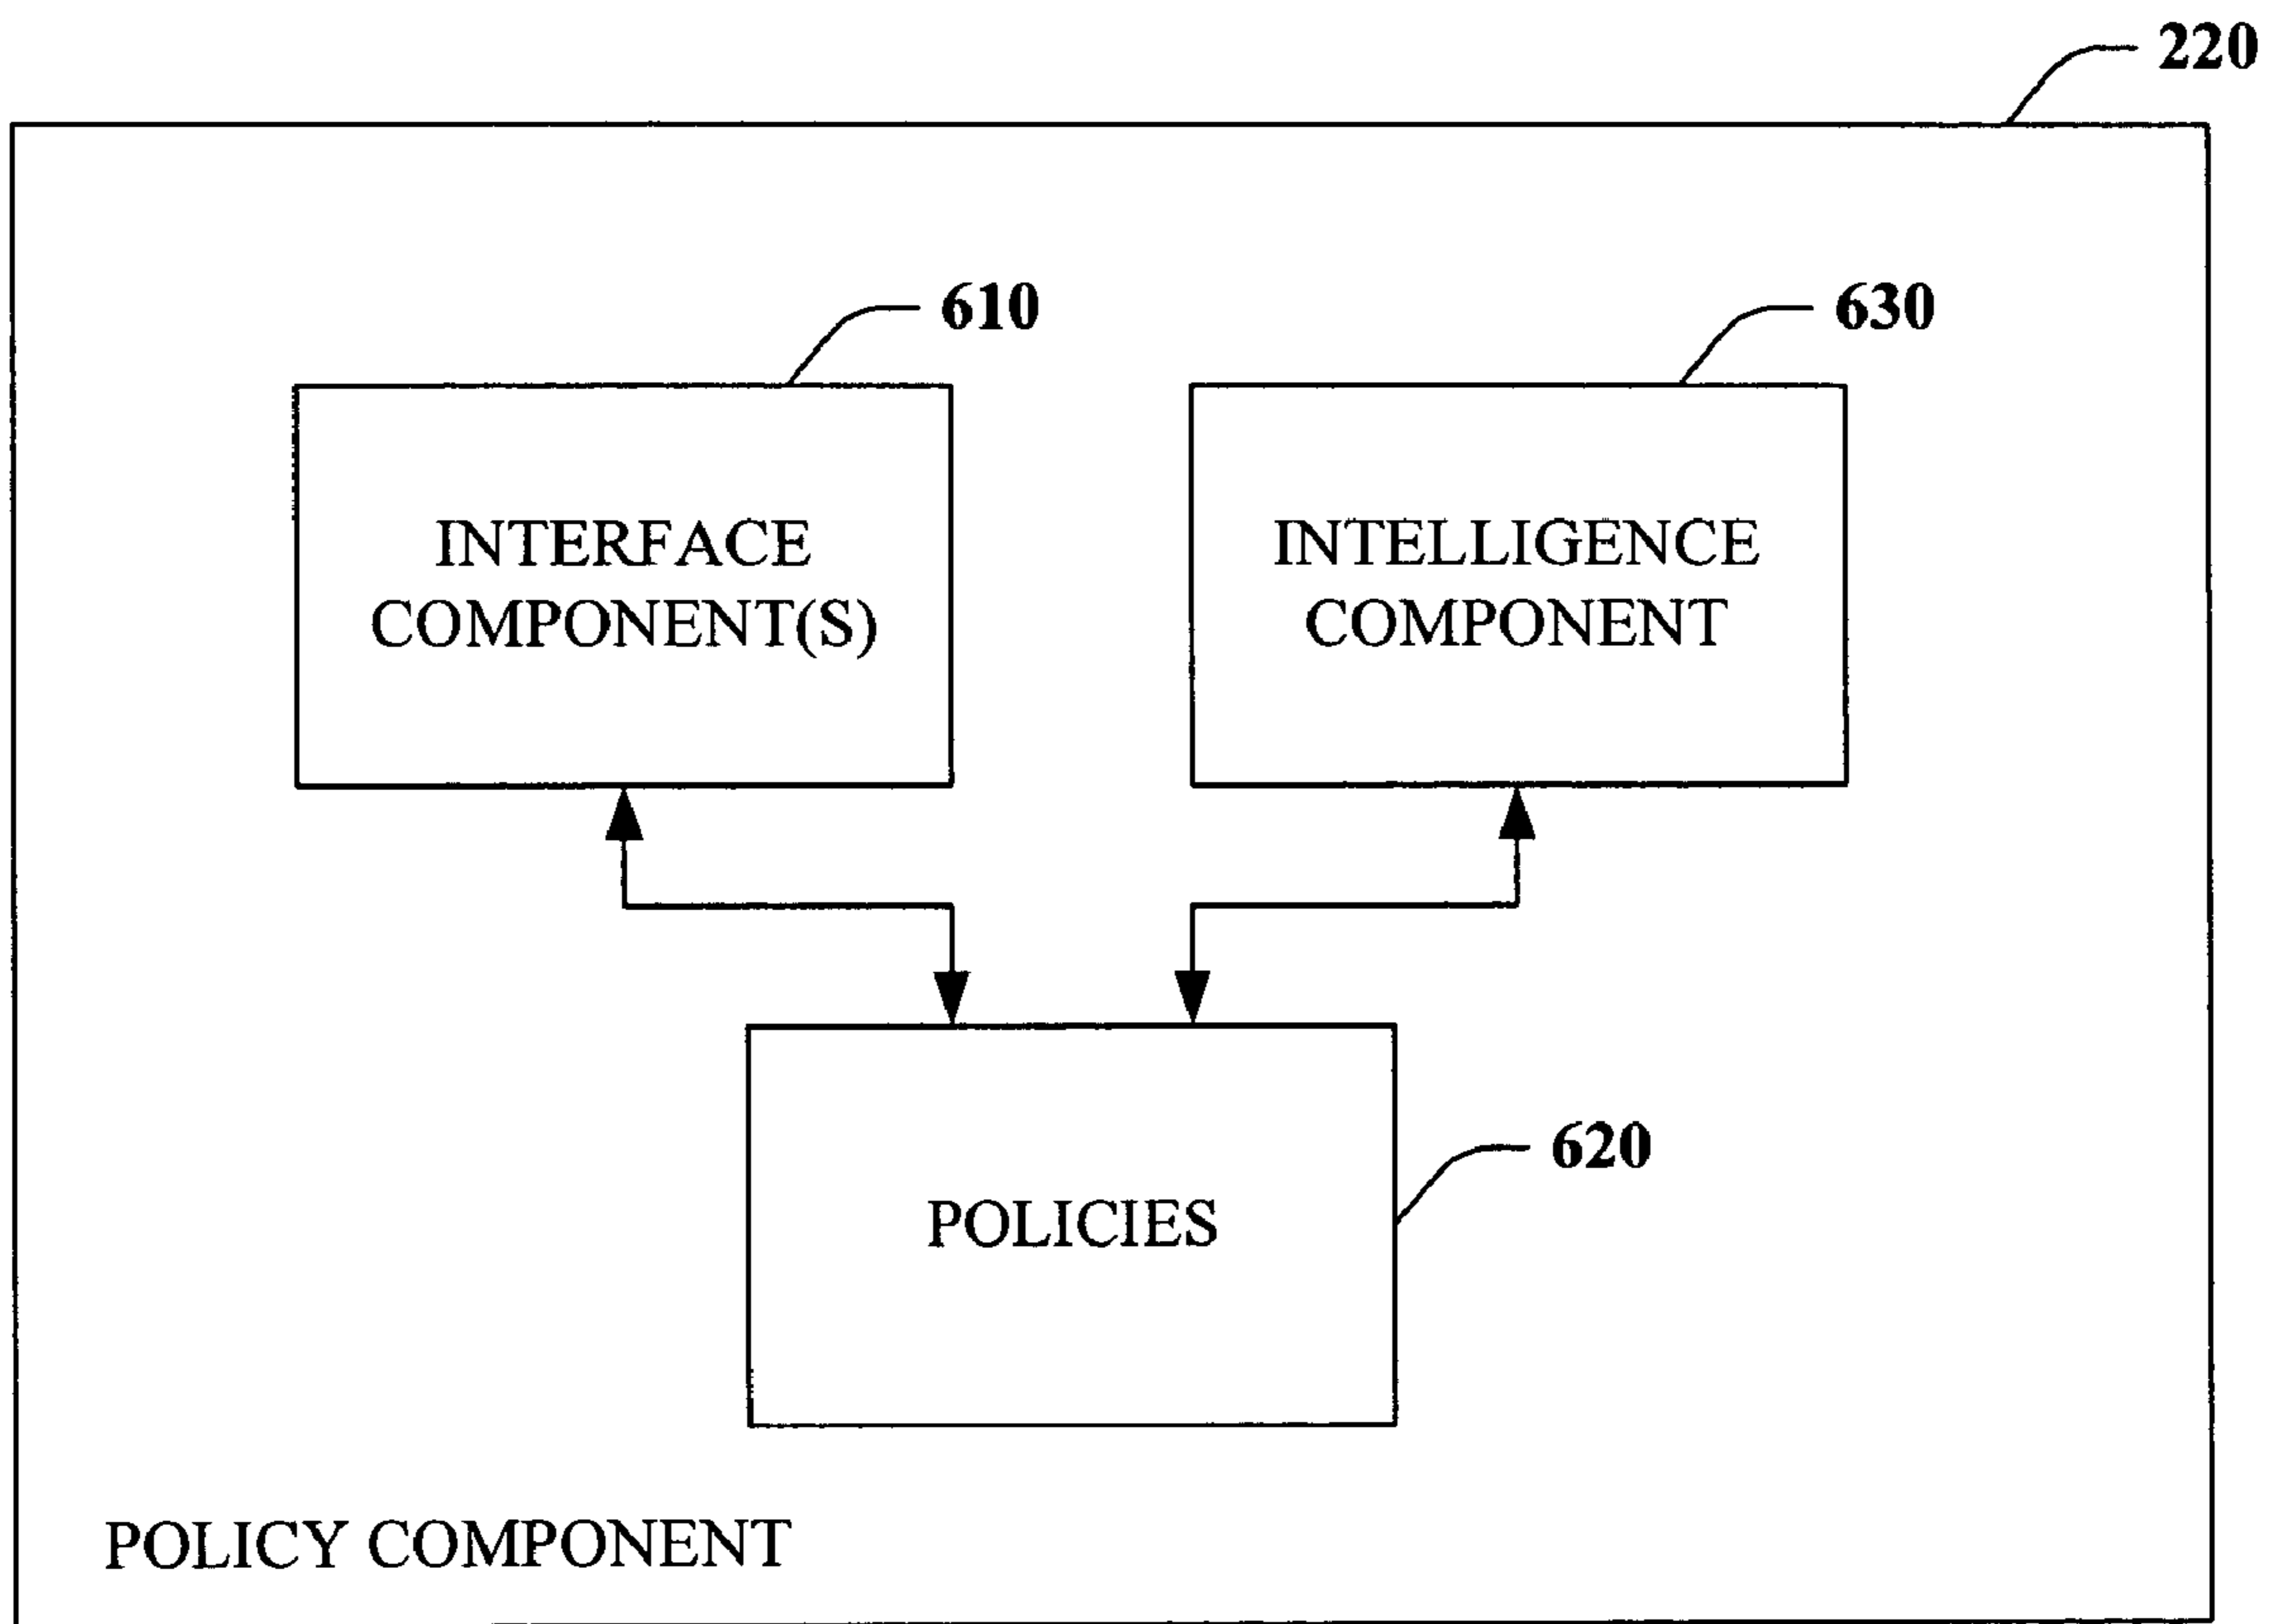 220
610
630
INTERFACE
COMPONENT(S)
INTELLIGENCE
COMPONENT
620
POLICIES
POLICY COMPONENT